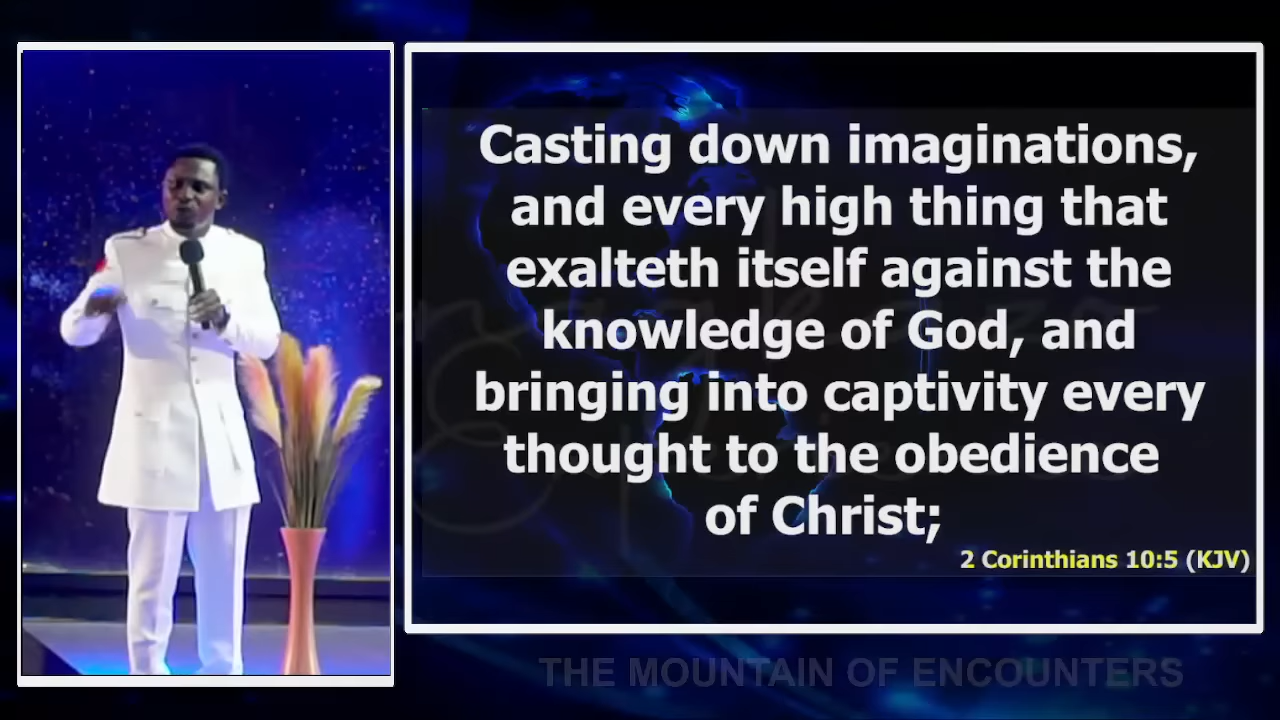 Casting down imaginations,
and every high thing that
exalteth itself against the
knowledge of God, and
bringing into captivity every
thought to the obedience
of Christ;
2 Corinthians 10:5 (KJV)
THE MOUNTAIN OF ENCOUNTERS